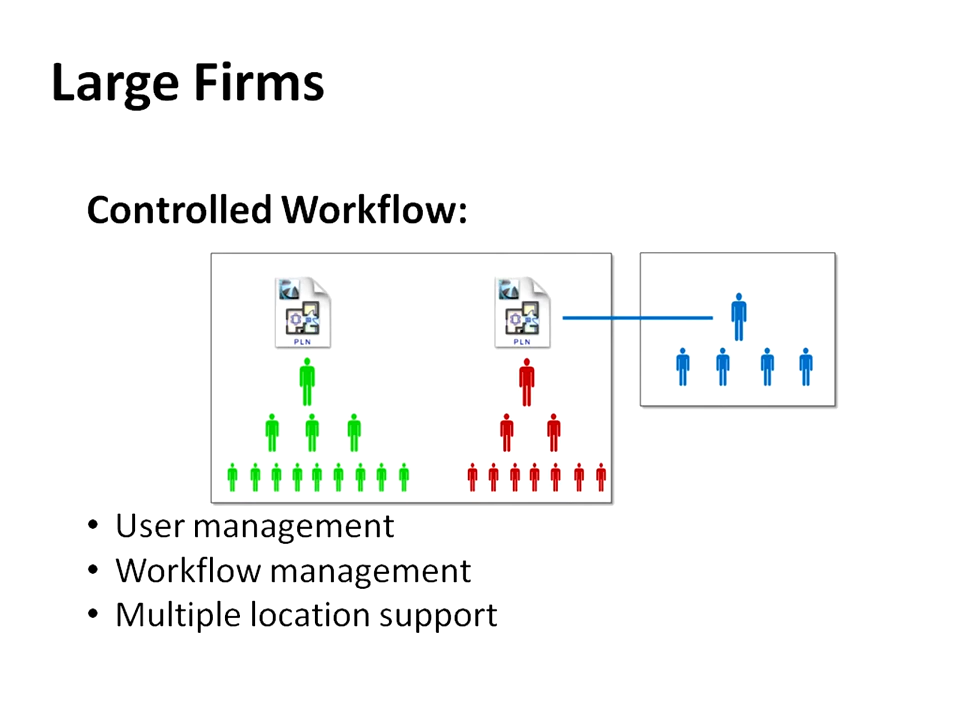 Large Firms
Controlled Workflow:
PLN
PLN
• User management
• Workflow management
• Multiple location support